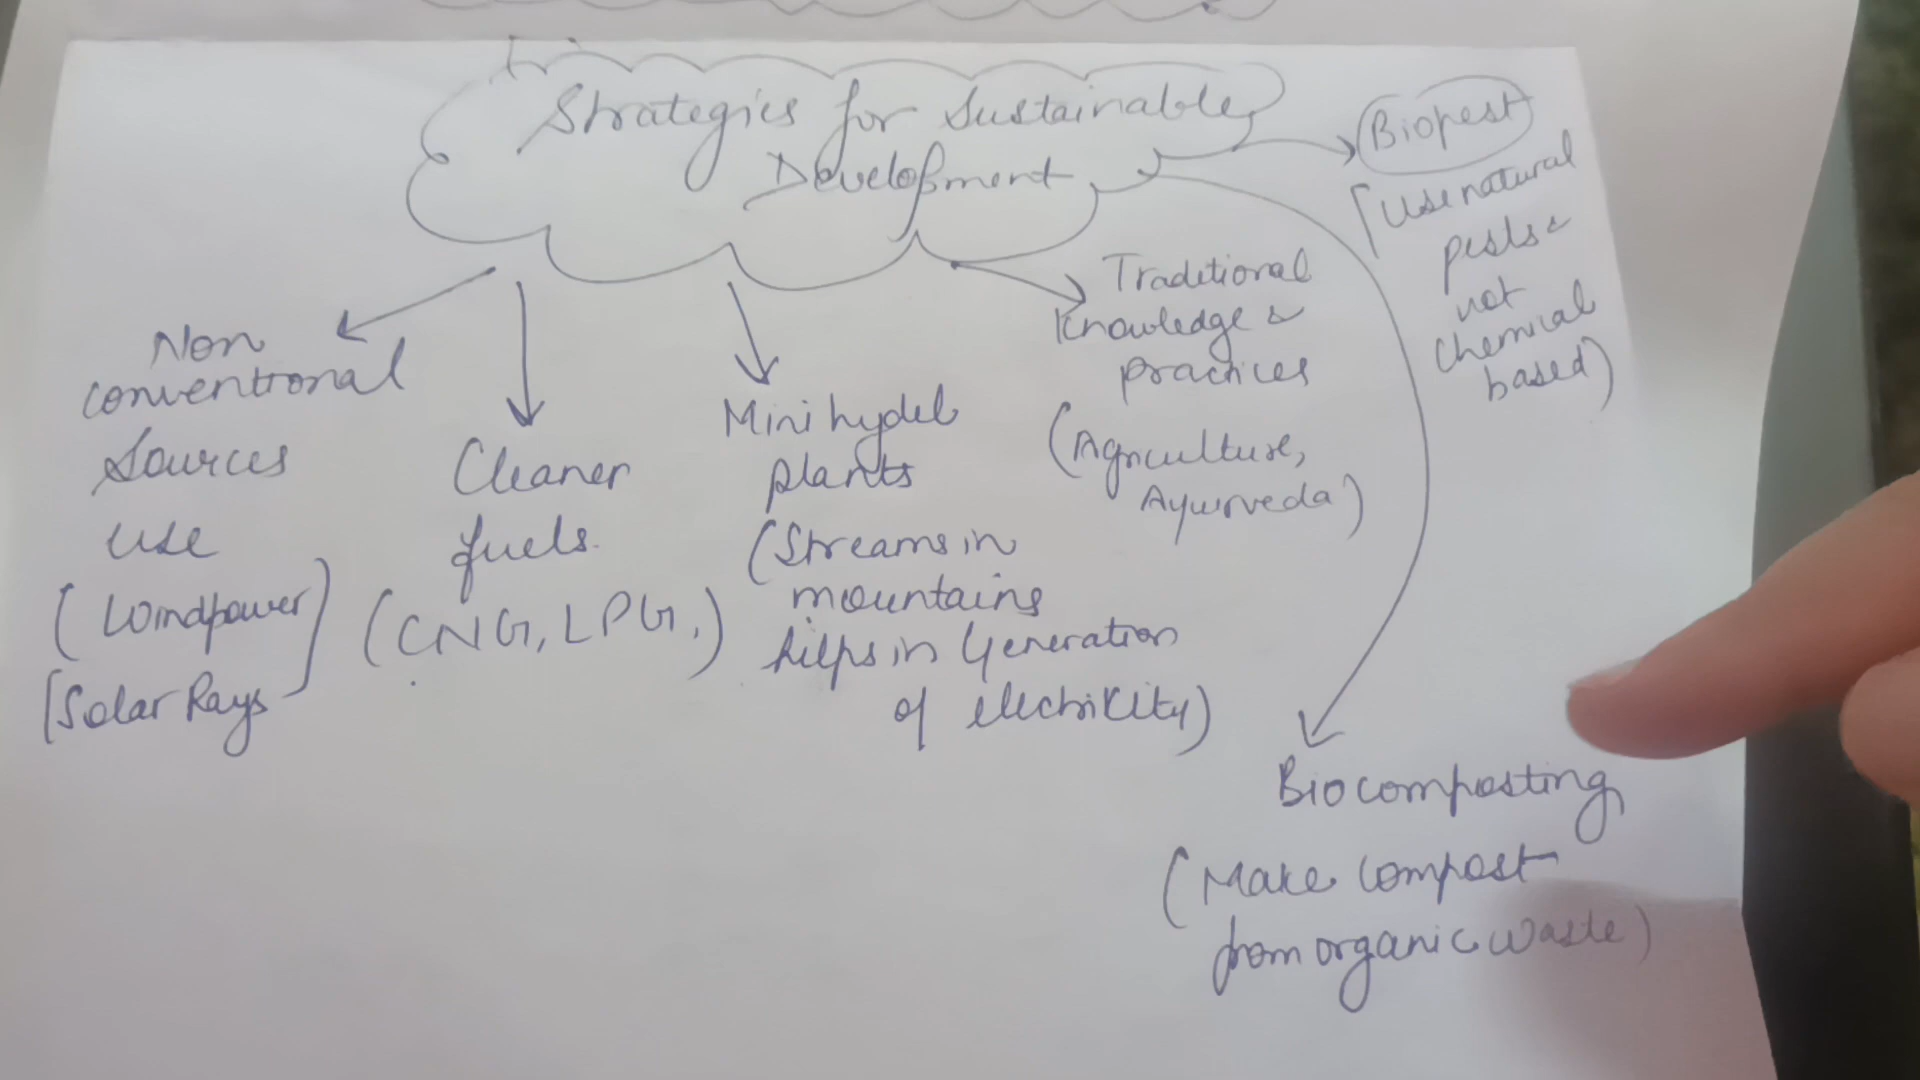 Strategies for Sustainable
Development
Non
conventional
Sources
use
(Windpower)
[Solar Rays
Cleaner
fuels.
(CNG, LPG,)
Mini hydel
plants
(Streams in
mountains
helps in Generation
of electricity)
Traditional
Knowledge &
practices
(Agriculture,
Ayurveda)
Biopest
[Use natural
pests &
not
Chemical
based)
Biocomposting
(Make compost
from organic waste)